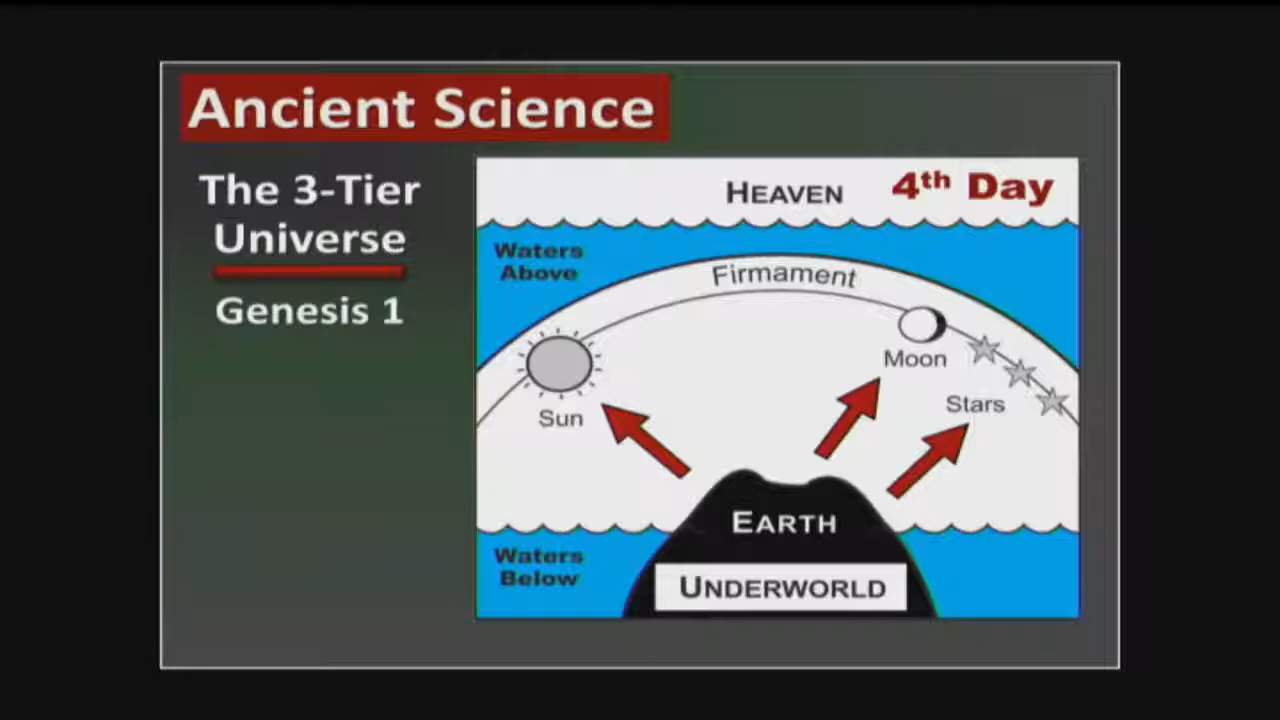 Ancient Science
The 3-Tier
Universe
Genesis 1
HEAVEN
4th Day
Waters
Above
Firmament
Sun
Moon
Stars
EARTH
Waters
Below
UNDERWORLD